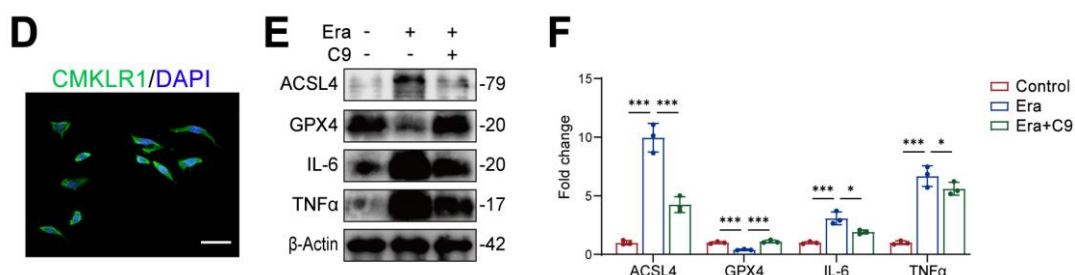 D
CMKLR1/DAPI
E
Era - + +
C9 - - +
ACSL4 -79
GPX4 -20
IL-6 -20
TNFα -17
β-Actin -42
F
Fold change
15
10
5
0
*** ***
*** ***
*** *
*** *
ACSL4 GPX4 IL-6 TNFα
Control
Era
Era+C9